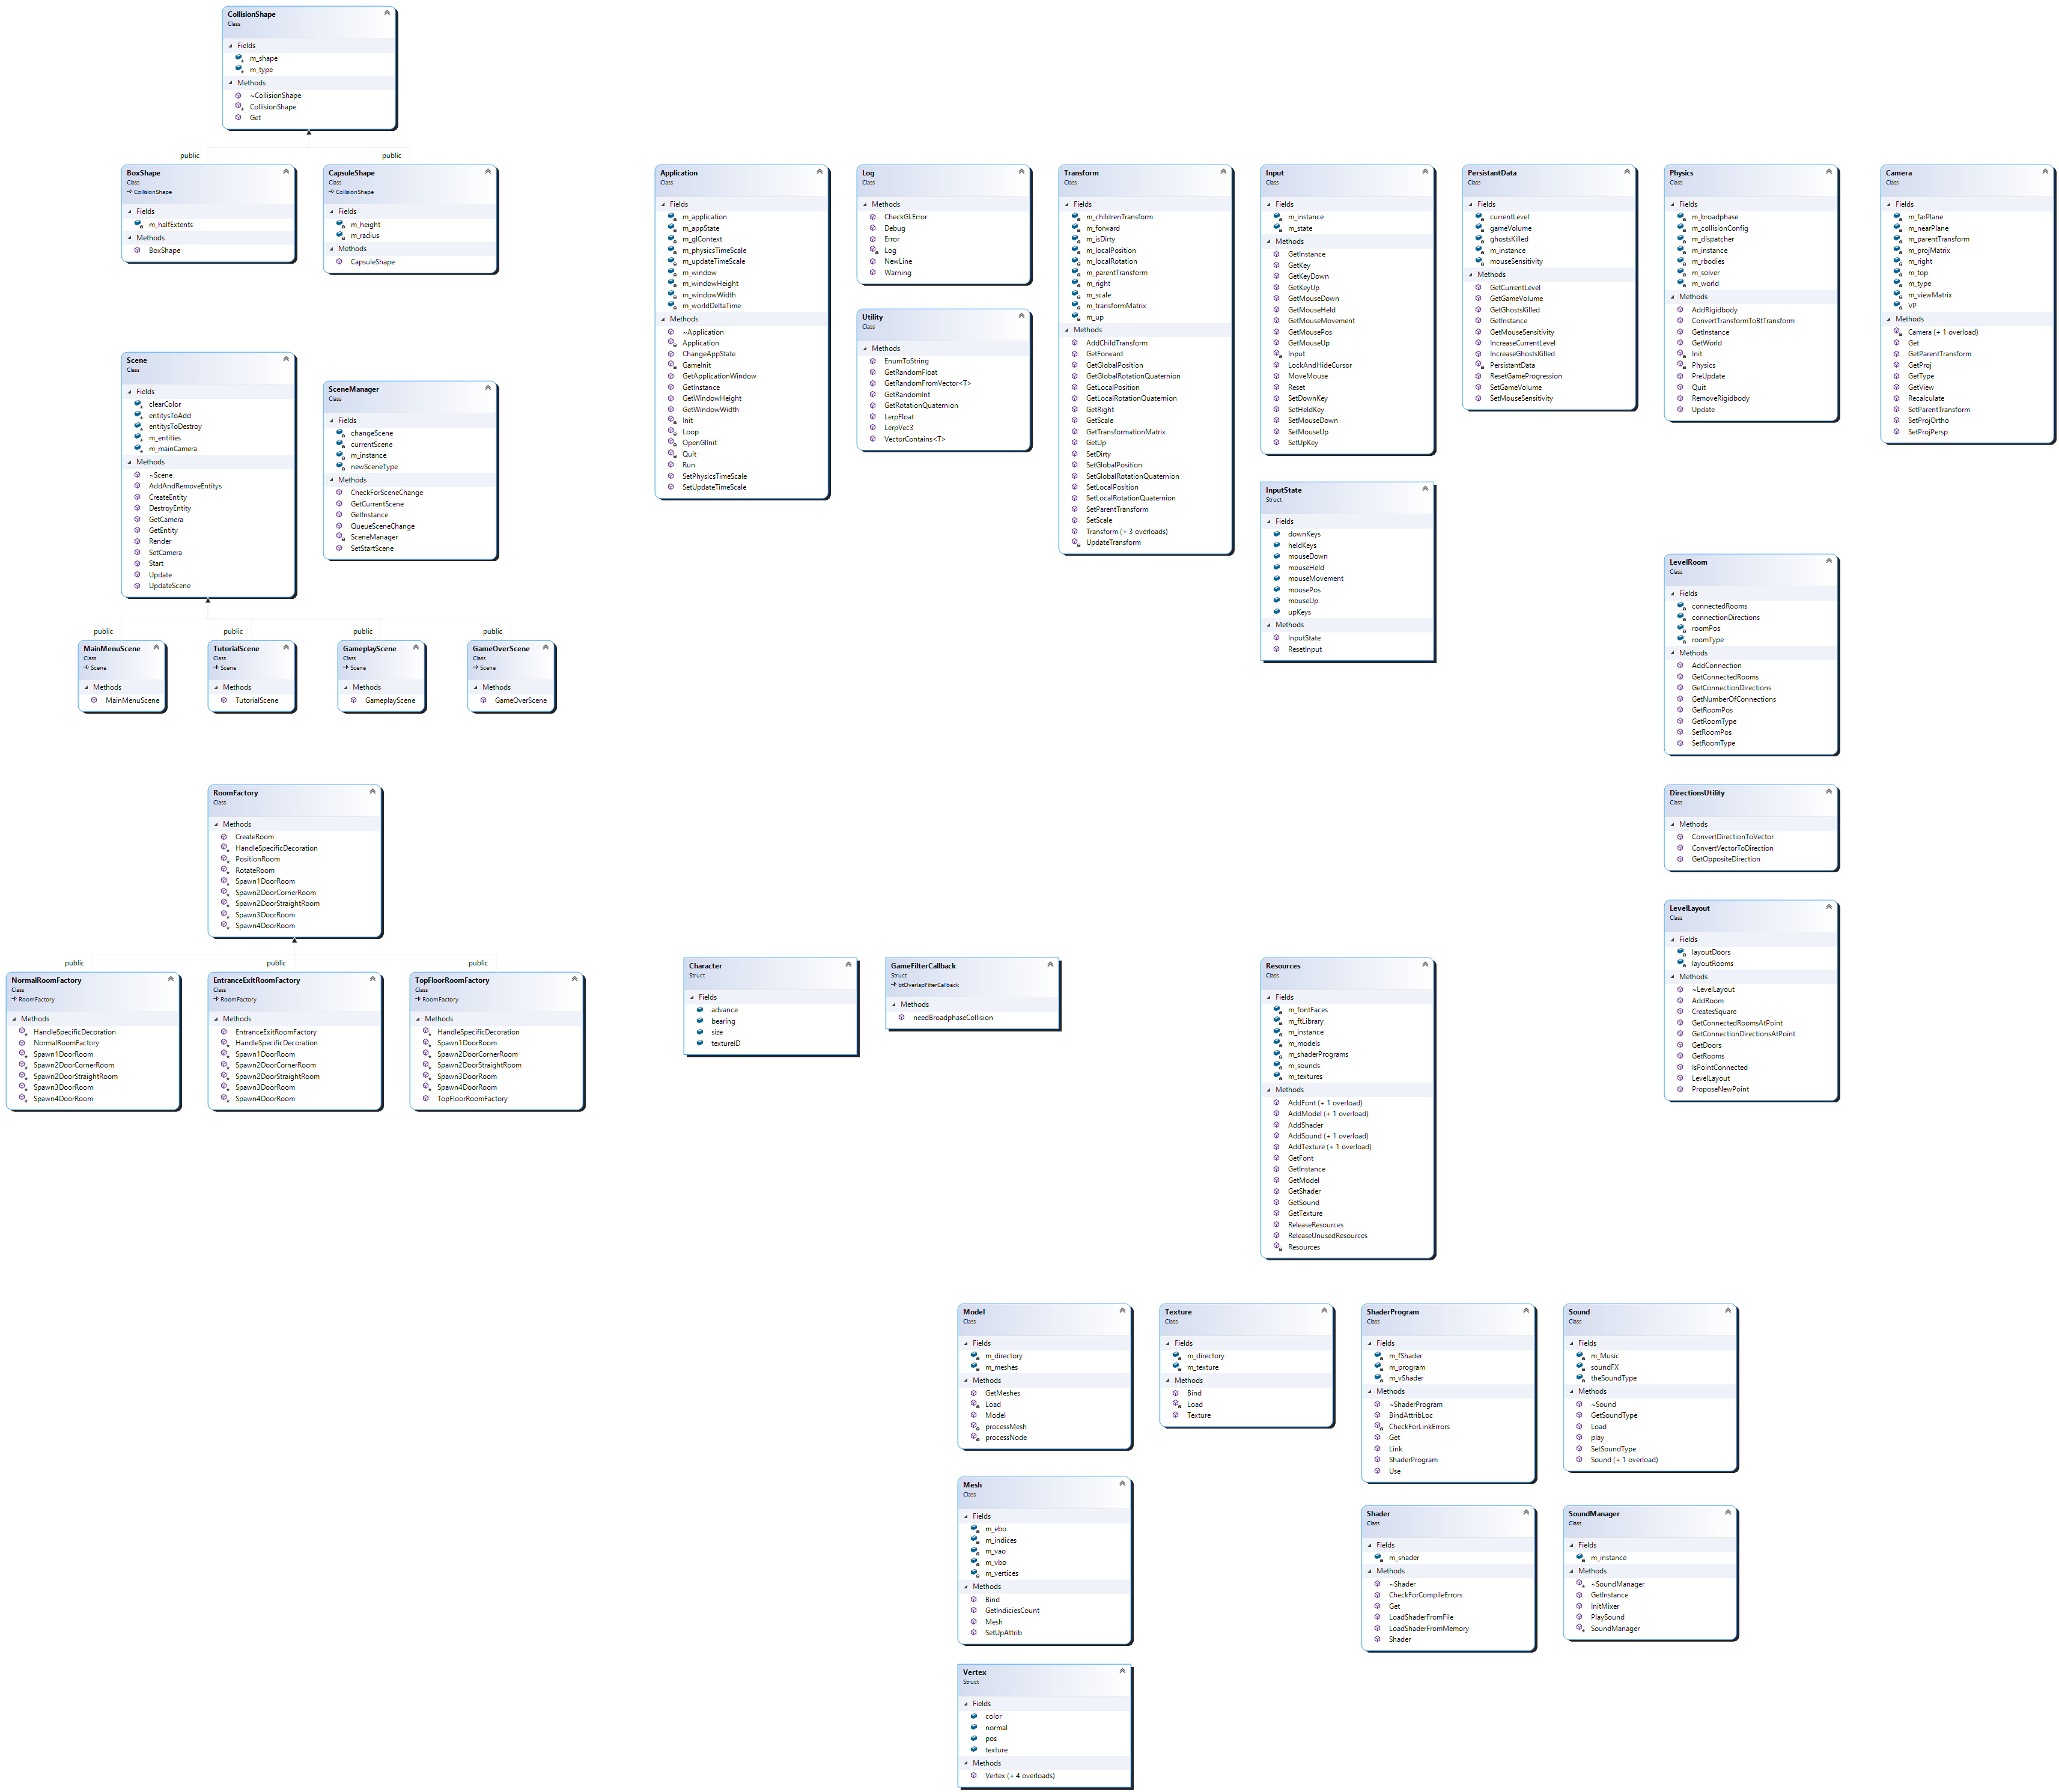 CollisionShape
Class
Fields
m_shape
m_type
Methods
~CollisionShape
CollisionShape
Get
public
public
BoxShape
Class
CollisionShape
Fields
m_halfExtents
Methods
BoxShape
CapsuleShape
Class
CollisionShape
Fields
m_height
m_radius
Methods
CapsuleShape
Application
Class
Fields
m_application
m_appState
m_glContext
m_physicsTimeScale
m_updateTimeScale
m_window
m_windowHeight
m_windowWidth
m_worldDeltaTime
Methods
~Application
Application
ChangeAppState
GameInit
GetApplicationWindow
GetInstance
GetWindowHeight
GetWindowWidth
Init
Loop
OpenGlInit
Quit
Run
SetPhysicsTimeScale
SetUpdateTimeScale
Log
Class
Methods
CheckGLError
Debug
Error
Log
NewLine
Warning
Utility
Class
Methods
EnumToString
GetRandomFloat
GetRandomFromVector<T>
GetRandomInt
GetRotationQuaternion
LerpFloat
LerpVec3
VectorContains<T>
Transform
Class
Fields
m_childrenTransform
m_forward
m_isDirty
m_localPosition
m_localRotation
m_parentTransform
m_right
m_scale
m_transformMatrix
m_up
Methods
AddChildTransform
GetForward
GetGlobalPosition
GetGlobalRotationQuaternion
GetLocalPosition
GetLocalRotationQuaternion
GetRight
GetScale
GetTransformationMatrix
GetUp
SetDirty
SetGlobalPosition
SetGlobalRotationQuaternion
SetLocalPosition
SetLocalRotationQuaternion
SetParentTransform
SetScale
Transform (+ 3 overloads)
UpdateTransform
Input
Class
Fields
m_instance
m_state
Methods
GetInstance
GetKey
GetKeyDown
GetKeyUp
GetMouseDown
GetMouseHeld
GetMouseMovement
GetMousePos
GetMouseUp
Input
LockAndHideCursor
MoveMouse
Reset
SetDownKey
SetHeldKey
SetMouseDown
SetMouseUp
SetUpKey
InputState
Struct
Fields
downKeys
heldKeys
mouseDown
mouseHeld
mouseMovement
mousePos
mouseUp
upKeys
Methods
InputState
ResetInput
PersistantData
Class
Fields
currentLevel
gameVolume
ghostsKilled
m_instance
mouseSensitivity
Methods
GetCurrentLevel
GetGameVolume
GetGhostsKilled
GetInstance
GetMouseSensitivity
IncreaseCurrentLevel
IncreaseGhostsKilled
PersistantData
ResetGameProgression
SetGameVolume
SetMouseSensitivity
Physics
Class
Fields
m_broadphase
m_collisionConfig
m_dispatcher
m_instance
m_rbodies
m_solver
m_world
Methods
AddRigidbody
ConvertTransformToBtTransform
GetInstance
GetWorld
Init
Physics
PreUpdate
Quit
RemoveRigidbody
Update
Camera
Class
Fields
m_farPlane
m_nearPlane
m_parentTransform
m_projMatrix
m_right
m_top
m_type
m_viewMatrix
VP
Methods
Camera (+ 1 overload)
Get
GetParentTransform
GetProj
GetType
GetView
Recalculate
SetParentTransform
SetProjOrtho
SetProjPersp
Scene
Class
Fields
clearColor
entitysToAdd
entitysToDestroy
m_entities
m_mainCamera
Methods
~Scene
AddAndRemoveEntitys
CreateEntity
DestroyEntity
GetCamera
GetEntity
Render
SetCamera
Start
Update
UpdateScene
SceneManager
Class
Fields
changeScene
currentScene
m_instance
newSceneType
Methods
CheckForSceneChange
GetCurrentScene
GetInstance
QueueSceneChange
SceneManager
SetStartScene
public
public
public
public
MainMenuScene
Class
Scene
Methods
MainMenuScene
TutorialScene
Class
Scene
Methods
TutorialScene
GameplayScene
Class
Scene
Methods
GameplayScene
GameOverScene
Class
Scene
Methods
GameOverScene
LevelRoom
Class
Fields
connectedRooms
connectionDirections
roomPos
roomType
Methods
AddConnection
GetConnectedRooms
GetConnectionDirections
GetNumberOfConnections
GetRoomPos
GetRoomType
SetRoomPos
SetRoomType
DirectionsUtility
Class
Methods
ConvertDirectionToVector
ConvertVectorToDirection
GetOppositeDirection
LevelLayout
Class
Fields
layoutDoors
layoutRooms
Methods
~LevelLayout
AddRoom
CreatesSquare
GetConnectedRoomsAtPoint
GetConnectionDirectionsAtPoint
GetDoors
GetRooms
IsPointConnected
LevelLayout
ProposeNewPoint
RoomFactory
Class
Methods
CreateRoom
HandleSpecificDecoration
PositionRoom
RotateRoom
Spawn1DoorRoom
Spawn2DoorCornerRoom
Spawn2DoorStraightRoom
Spawn3DoorRoom
Spawn4DoorRoom
public
public
public
NormalRoomFactory
Class
RoomFactory
Methods
HandleSpecificDecoration
NormalRoomFactory
Spawn1DoorRoom
Spawn2DoorCornerRoom
Spawn2DoorStraightRoom
Spawn3DoorRoom
Spawn4DoorRoom
EntranceExitRoomFactory
Class
RoomFactory
Methods
EntranceExitRoomFactory
HandleSpecificDecoration
Spawn1DoorRoom
Spawn2DoorCornerRoom
Spawn2DoorStraightRoom
Spawn3DoorRoom
Spawn4DoorRoom
TopFloorRoomFactory
Class
RoomFactory
Methods
HandleSpecificDecoration
Spawn1DoorRoom
Spawn2DoorCornerRoom
Spawn2DoorStraightRoom
Spawn3DoorRoom
Spawn4DoorRoom
TopFloorRoomFactory
Character
Struct
Fields
advance
bearing
size
textureID
GameFilterCallback
Struct
btOverlapFilterCallback
Methods
needBroadphaseCollision
Resources
Class
Fields
m_fontFaces
m_ftLibrary
m_instance
m_models
m_shaderPrograms
m_sounds
m_textures
Methods
AddFont (+ 1 overload)
AddModel (+ 1 overload)
AddShader
AddSound (+ 1 overload)
AddTexture (+ 1 overload)
GetFont
GetInstance
GetModel
GetShader
GetSound
GetTexture
ReleaseResources
ReleaseUnusedResources
Resources
Model
Class
Fields
m_directory
m_meshes
Methods
GetMeshes
Load
Model
processMesh
processNode
Texture
Class
Fields
m_directory
m_texture
Methods
Bind
Load
Texture
ShaderProgram
Class
Fields
m_fShader
m_program
m_vShader
Methods
~ShaderProgram
BindAttribLoc
CheckForLinkErrors
Get
Link
ShaderProgram
Use
Sound
Class
Fields
m_Music
soundFX
theSoundType
Methods
~Sound
GetSoundType
Load
play
SetSoundType
Sound (+ 1 overload)
Mesh
Class
Fields
m_ebo
m_indices
m_vao
m_vbo
m_vertices
Methods
Bind
GetIndiciesCount
Mesh
SetUpAttrib
Shader
Class
Fields
m_shader
Methods
~Shader
CheckForCompileErrors
Get
LoadShaderFromFile
LoadShaderFromMemory
Shader
SoundManager
Class
Fields
m_instance
Methods
~SoundManager
GetInstance
InitMixer
PlaySound
SoundManager
Vertex
Struct
Fields
color
normal
pos
texture
Methods
Vertex (+ 4 overloads)